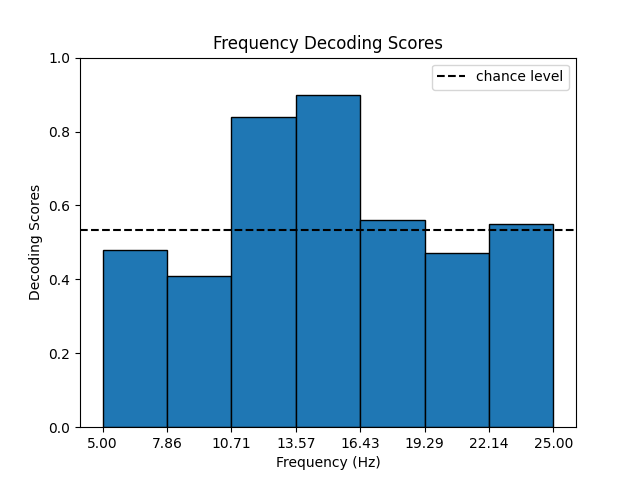 Frequency Decoding Scores
chance level
Decoding Scores
1.0
0.8
0.6
0.4
0.2
0.0
5.00 7.86 10.71 13.57 16.43 19.29 22.14 25.00
Frequency (Hz)